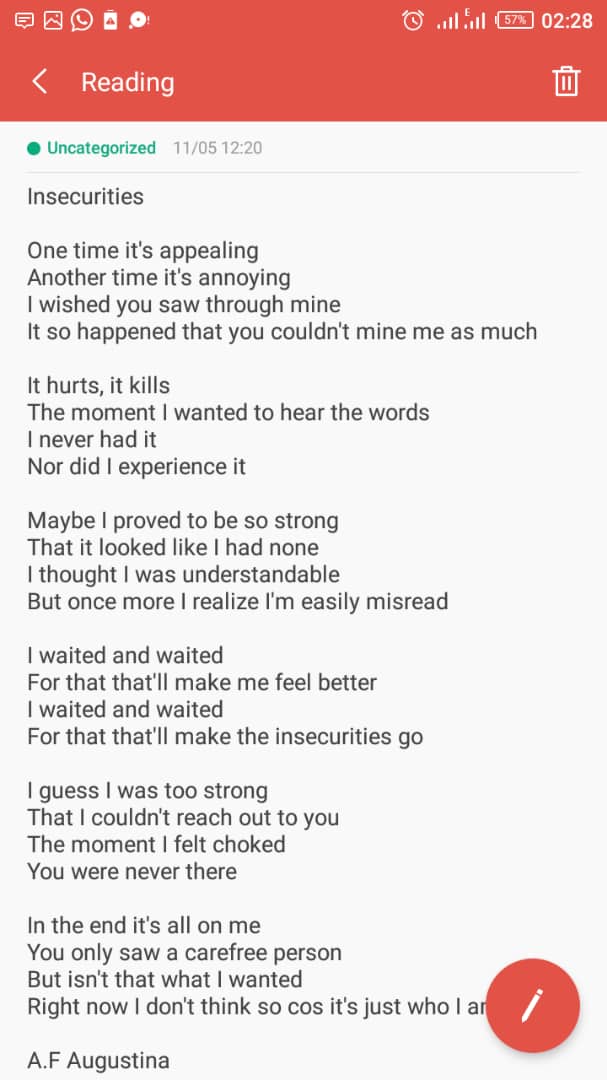 E
57%
02:28
Reading
Uncategorized 11/05 12:20
Insecurities
One time it's appealing
Another time it's annoying
I wished you saw through mine
It so happened that you couldn't mine me as much
It hurts, it kills
The moment I wanted to hear the words
I never had it
Nor did I experience it
Maybe I proved to be so strong
That it looked like I had none
I thought I was understandable
But once more I realize I'm easily misread
I waited and waited
For that that'll make me feel better
I waited and waited
For that that'll make the insecurities go
I guess I was too strong
That I couldn't reach out to you
The moment I felt choked
You were never there
In the end it's all on me
You only saw a carefree person
But isn't that what I wanted
Right now I don't think so cos it's just who I
A.F Augustina